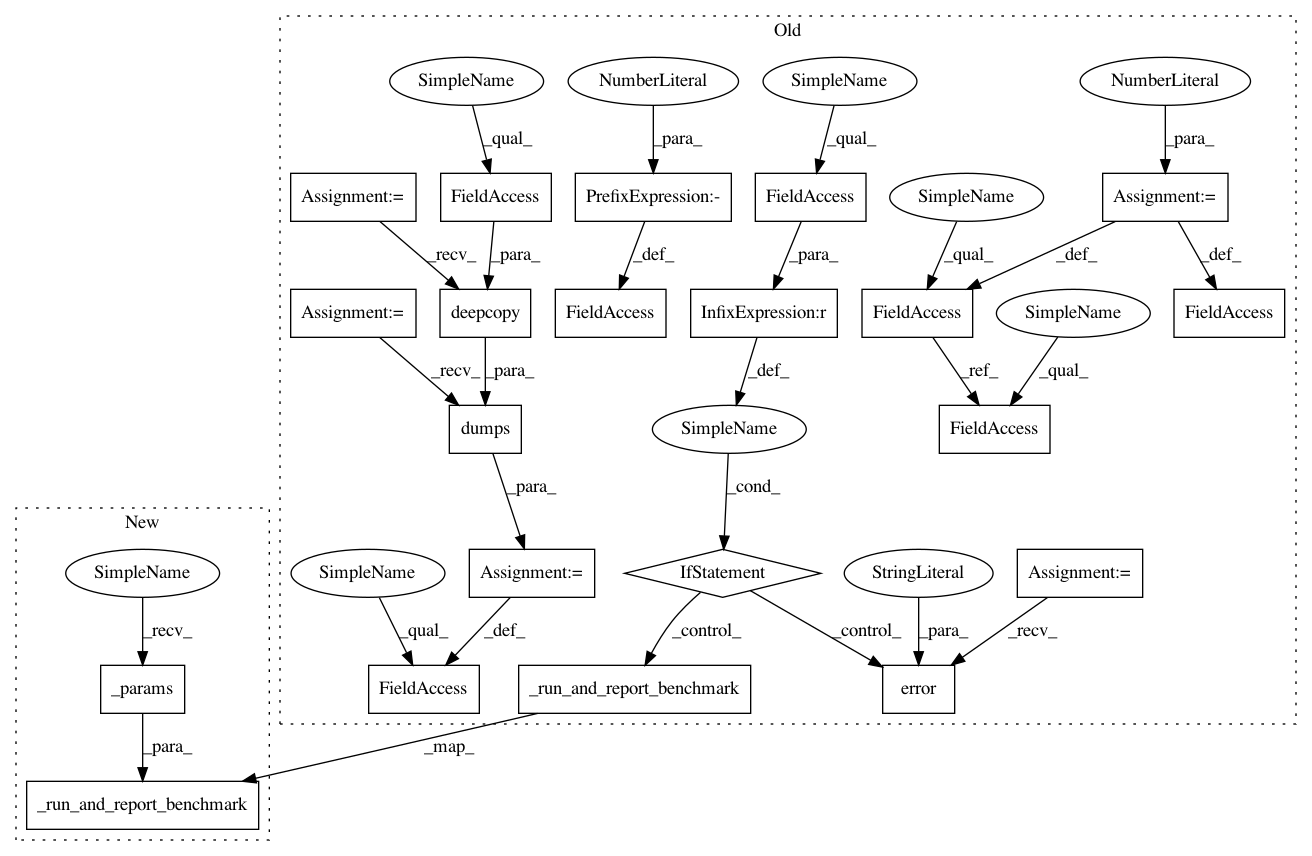 Old
SimpleName
NumberLiteral
SimpleName
NumberLiteral
_qual_
_para_
_qual_
_para_
Assignment:=
FieldAccess
PrefixExpression:-
FieldAccess
SimpleName
Assignment:=
_recv_
_para_
_def_
_para_
_qual_
_def_
_def_
Assignment:=
deepcopy
FieldAccess
InfixExpression:r
FieldAccess
SimpleName
FieldAccess
_recv_
_para_
_def_
_ref_
_qual_
dumps
SimpleName
FieldAccess
_para_
_cond_
New
SimpleName
SimpleName
Assignment:=
IfStatement
StringLiteral
Assignment:=
_recv_
_qual_
_def_
_control_
_control_
_para_
_recv_
_params
FieldAccess
_run_and_report_benchmark
error
_para_
_map_
_run_and_report_benchmark